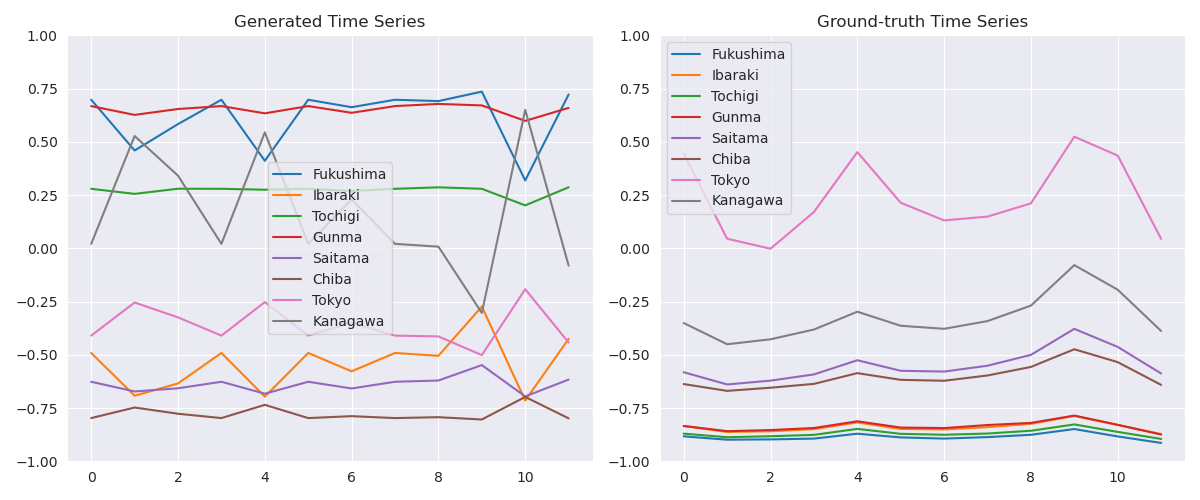 Generated Time Series
1.00
0.75
0.50
0.25
0.00
−0.25
−0.50
−0.75
−1.00
0 2 4 6 8 10
Fukushima
Ibaraki
Tochigi
Gunma
Saitama
Chiba
Tokyo
Kanagawa
Ground-truth Time Series
1.00
0.75
0.50
0.25
0.00
−0.25
−0.50
−0.75
−1.00
0 2 4 6 8 10
Fukushima
Ibaraki
Tochigi
Gunma
Saitama
Chiba
Tokyo
Kanagawa